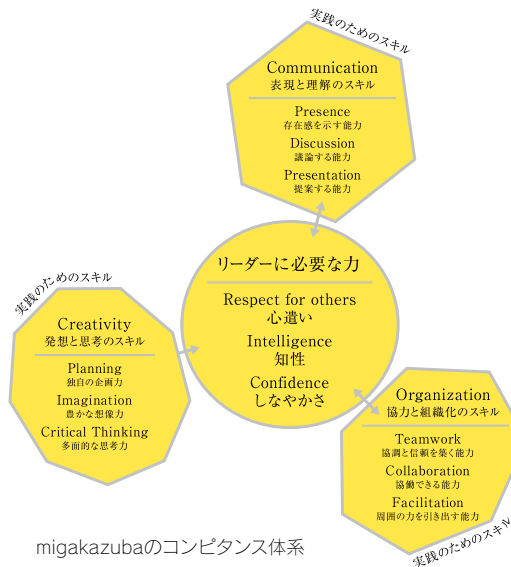 実践のためのスキル
Communication
表現と理解のスキル
Presence
存在感を示す能力
Discussion
議論する能力
Presentation
提案する能力
リーダーに必要な力
Respect for others
心遣い
Intelligence
知性
Confidence
しなやかさ
実践のためのスキル
Creativity
発想と思考のスキル
Planning
独自の企画力
Imagination
豊かな想像力
Critical Thinking
多面的な思考力
Organization
協力と組織化のスキル
Teamwork
協調と信頼を築く能力
Collaboration
協働できる能力
Facilitation
周囲の力を引き出す能力
実践のためのスキル
migakazubaのコンピタンス体系